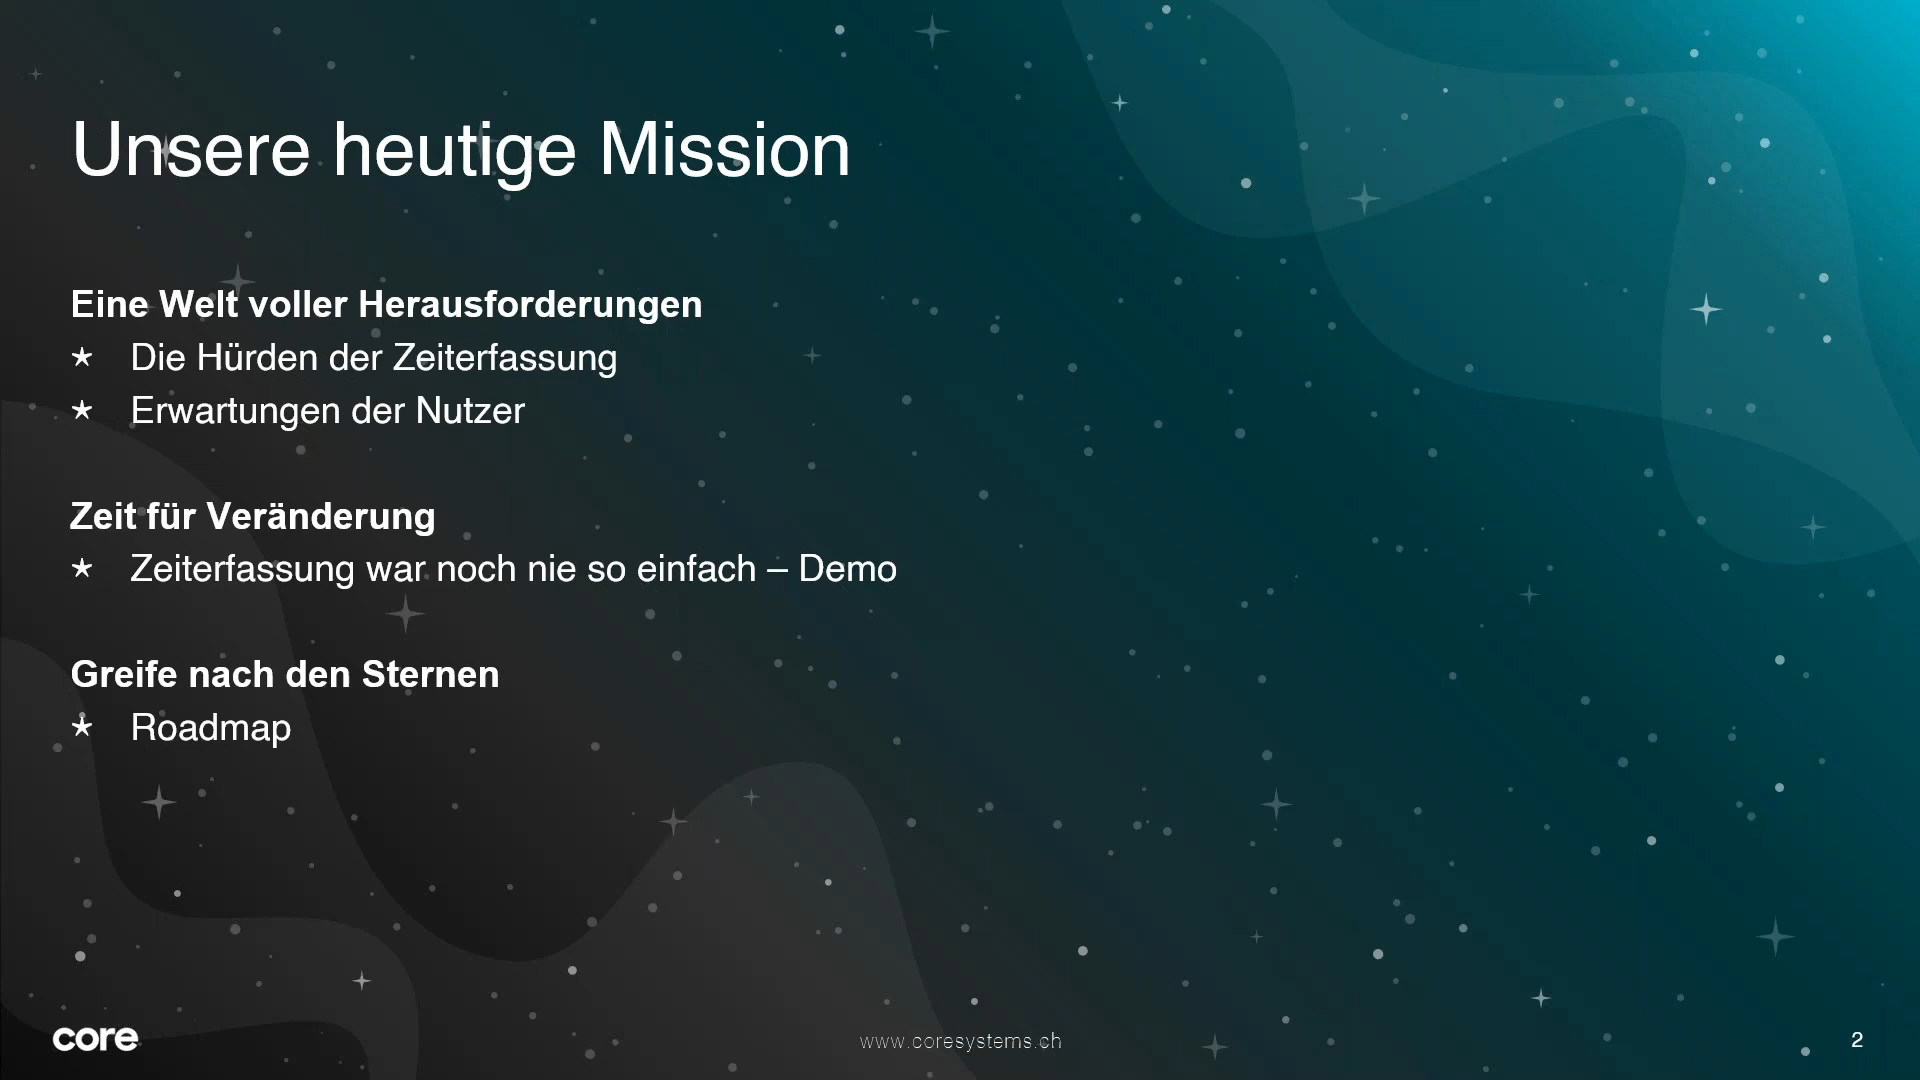 Unsere heutige Mission
Eine Welt voller Herausforderungen
★ Die Hürden der Zeiterfassung
★ Erwartungen der Nutzer
Zeit für Veränderung
★ Zeiterfassung war noch nie so einfach – Demo
Greife nach den Sternen
★ Roadmap
core
www.coresystems.ch
2